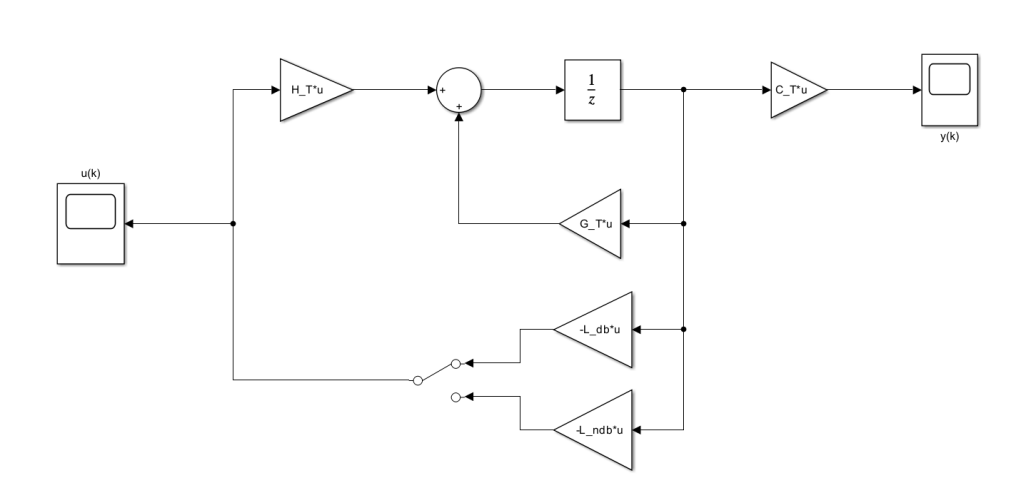 H_T*u
+
+
1
z
C_T*u
y(k)
u(k)
G_T*u
-L_db*u
-L_ndb*u